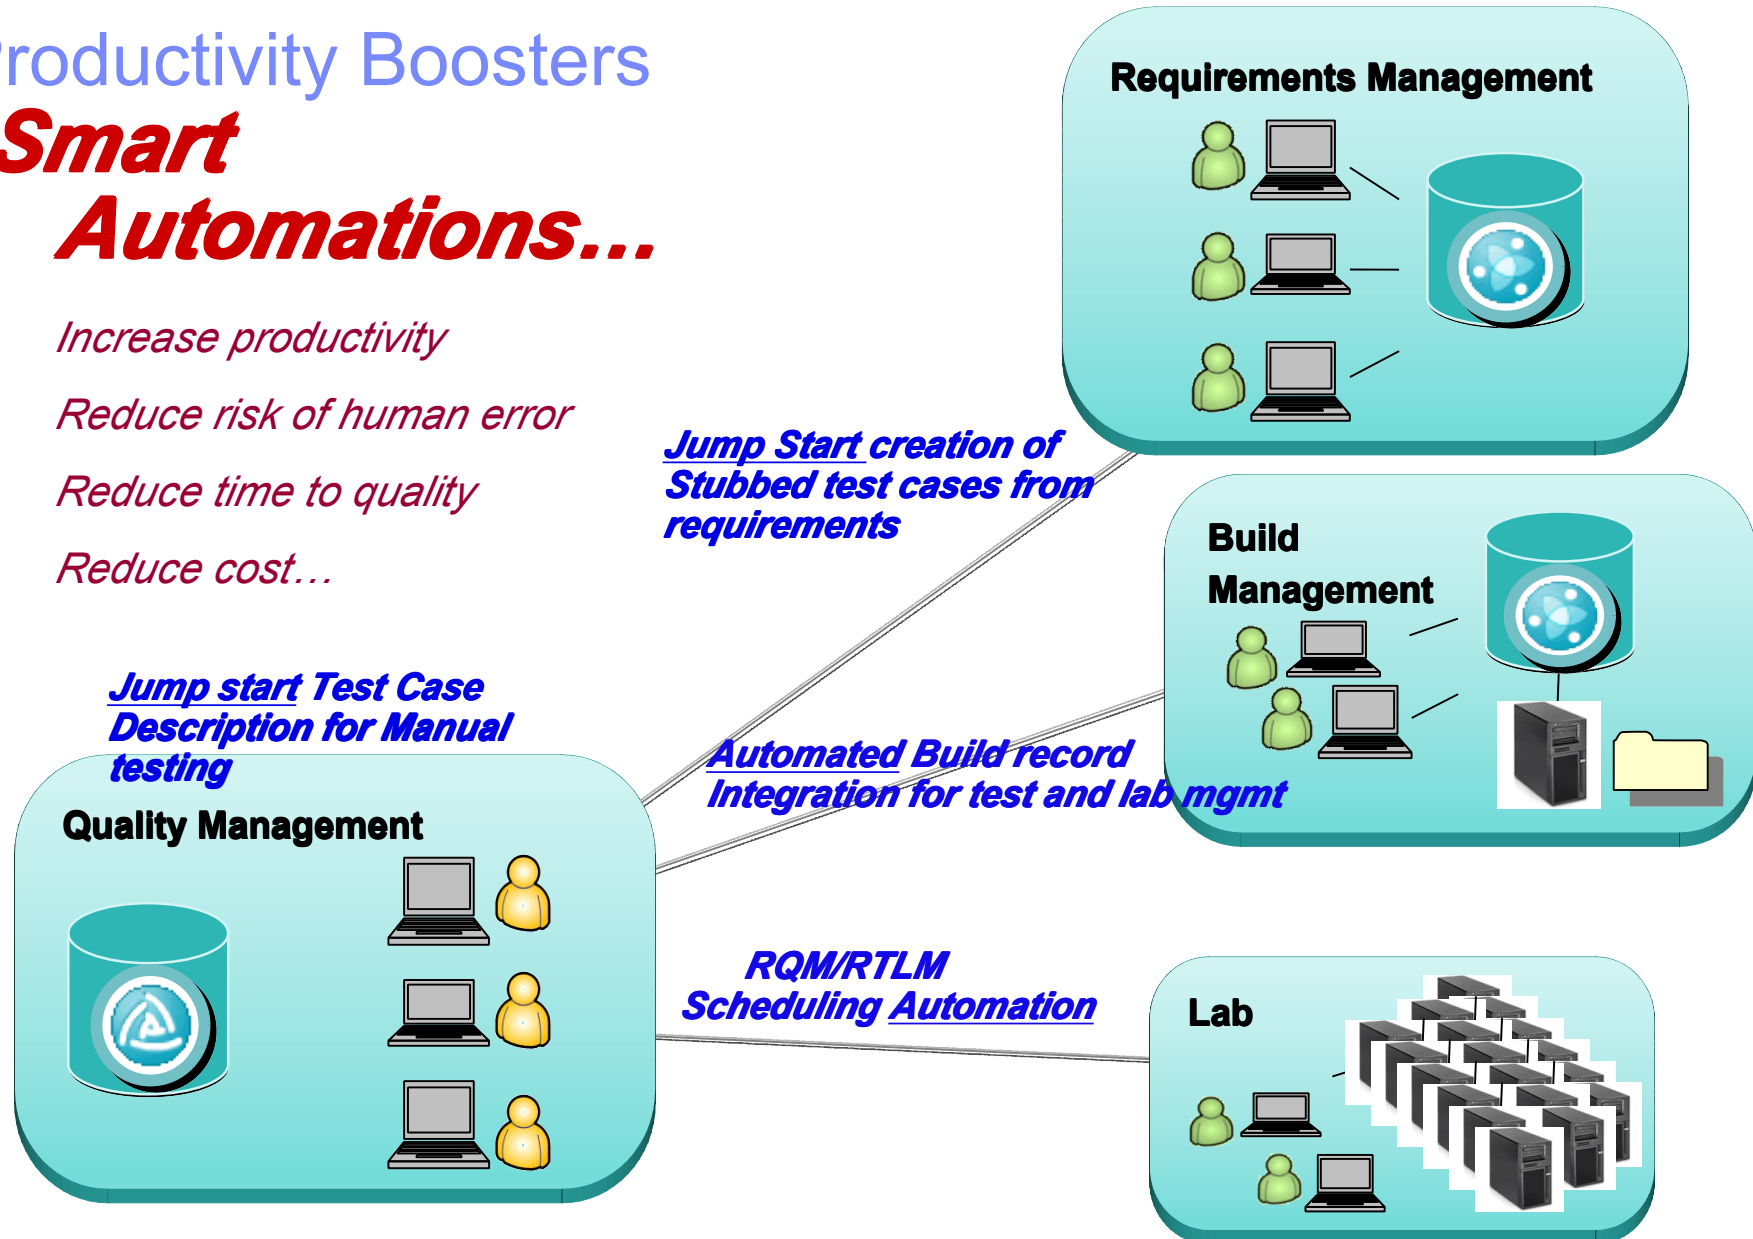 Productivity Boosters
Smart
Automations...
Increase productivity
Reduce risk of human error
Reduce time to quality
Reduce cost...
Requirements Management
Jump Start creation of
Stubbed test cases from
requirements
Build
Management
Jump start Test Case
Description for Manual
testing
Automated Build record
Integration for test and lab mgmt
Quality Management
RQM/RTLM
Scheduling Automation
Lab